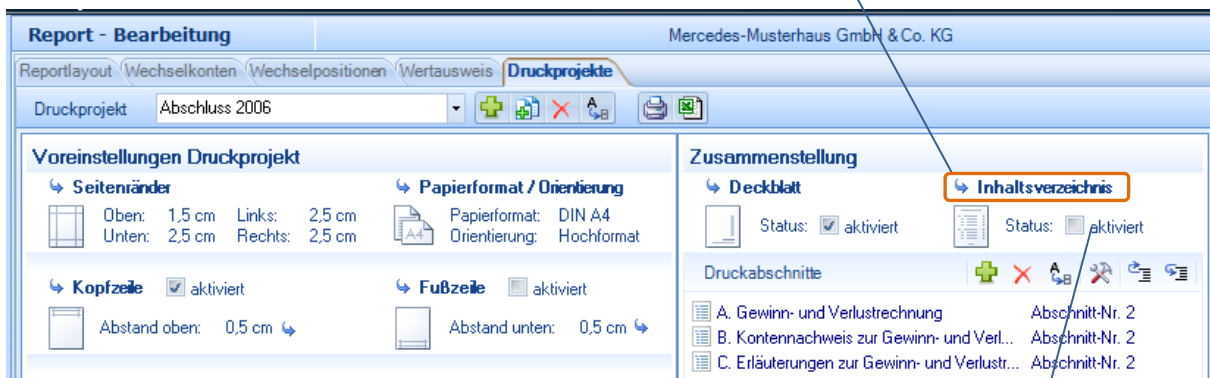 Report - Bearbeitung
Mercedes-Musterhaus GmbH & Co. KG
Reportlayout Wechselkonten Wechselpositionen Wertausweis Druckprojekte
Druckprojekt Abschluss 2006
Voreinstellungen Druckprojekt
Seitenränder
Oben: 1,5 cm Links: 2,5 cm
Unten: 2,5 cm Rechts: 2,5 cm
Papierformat / Orientierung
A4
Papierformat: DIN A4
Orientierung: Hochformat
Kopfzeile aktiviert
Abstand oben: 0,5 cm
Fußzeile aktiviert
Abstand unten: 0,5 cm
Zusammenstellung
Deckblatt
Status: aktiviert
Inhaltsverzeichnis
Status: aktiviert
Druckabschnitte
A. Gewinn- und Verlustrechnung Abschnitt-Nr. 2
B. Kontennachweis zur Gewinn- und Verl... Abschnitt-Nr. 2
C. Erläuterungen zur Gewinn- und Verlustr... Abschnitt-Nr. 2